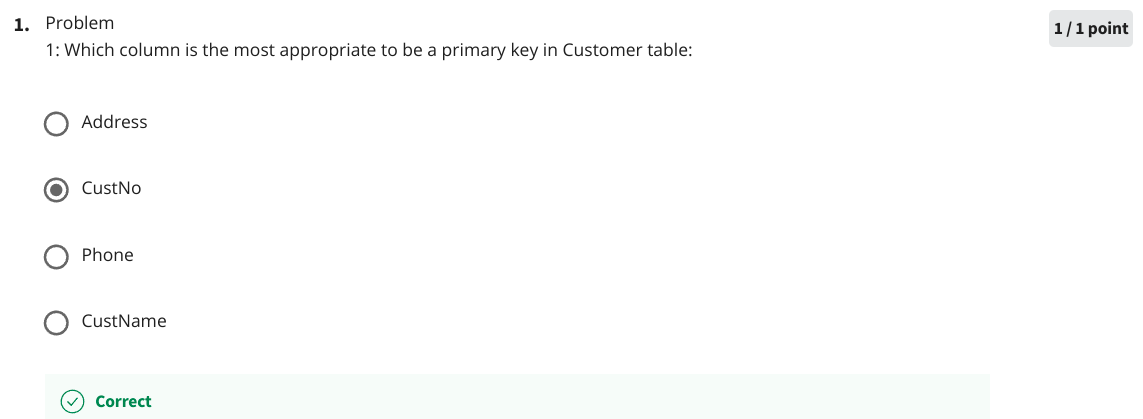 1. Problem
1 / 1 point
1: Which column is the most appropriate to be a primary key in Customer table:
Address
CustNo
Phone
CustName
Correct